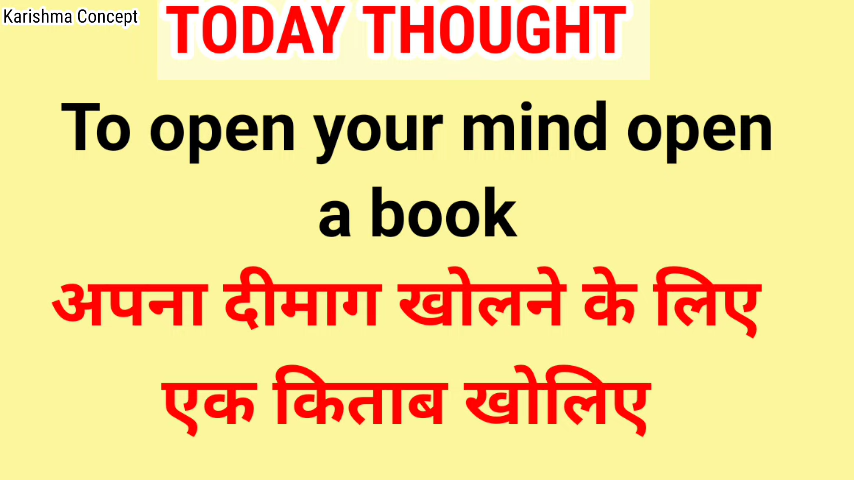 Karishma Concept
TODAY THOUGHT
To open your mind open
a book
अपना दीमाग खोलने के लिए
एक किताब खोलिए